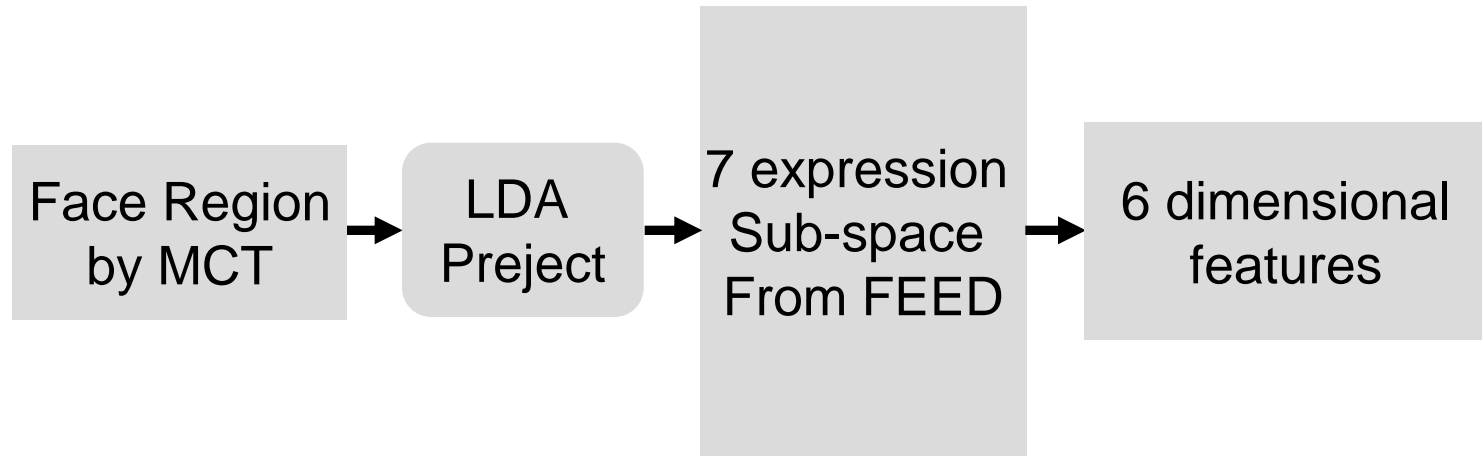 Face Region
by MCT
LDA
Preject
7 expression
Sub-space
From FEED
6 dimensional
features